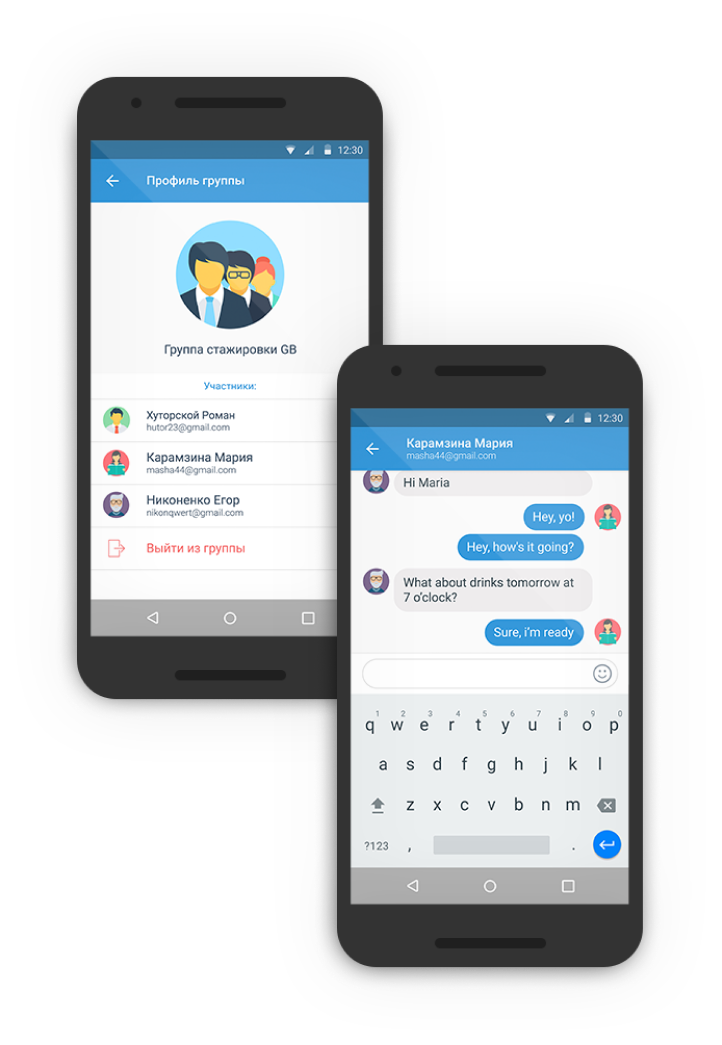 12:30
Профиль группы
Группа стажировки GB
Участники:
Хуторской Роман
hutor23@gmail.com
Карамзина Мария
masha44@gmail.com
Никоненко Егор
nikonqwert@gmail.com
Выйти из группы
12:30
Карамзина Мария
masha44@gmail.com
Hi Maria
Hey, yo!
Hey, how's it going?
What about drinks tomorrow at
7 o'clock?
Sure, i'm ready
1 2 3 4 5 6 7 8 9 0
q w e r t y u i o p
a s d f g h j k l
z x c v b n m
?123 , .